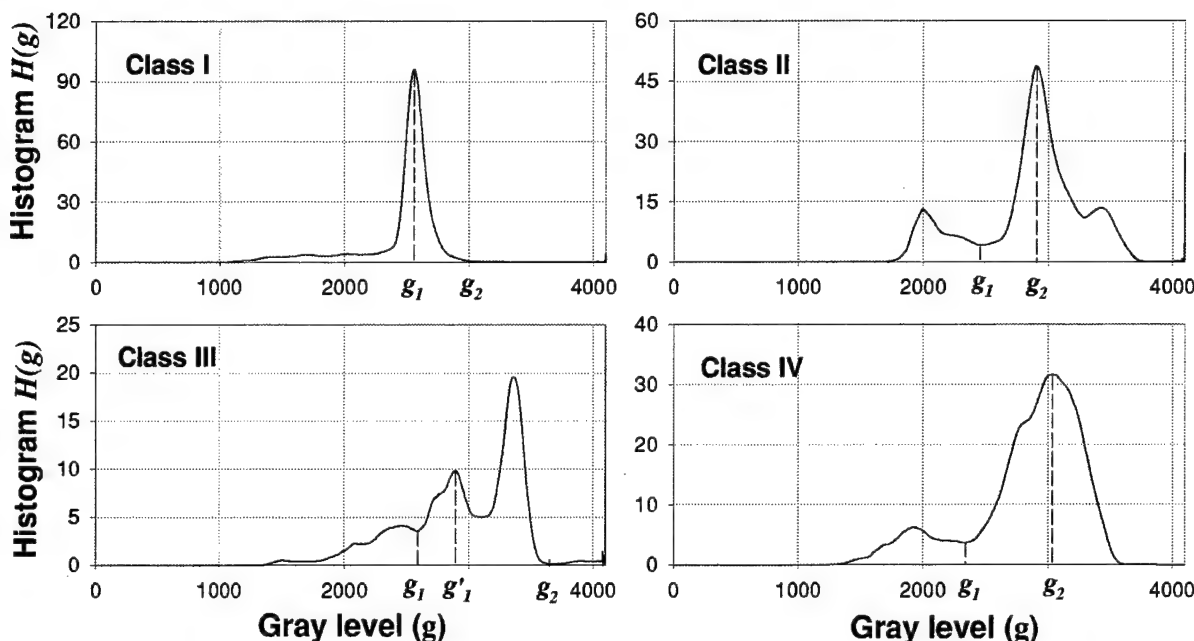 Histogram H(g)
120
90
60
30
0
Class I
0 1000 2000 g1 g2 4000
60
45
30
15
0
Class II
0 1000 2000 g1 g2 3000 4000
Histogram H(g)
25
20
15
10
5
0
Class III
0 1000 2000 g1 g'1 g2 4000
Gray level (g)
40
30
20
10
0
Class IV
0 1000 2000 g1 g2 3000 4000
Gray level (g)